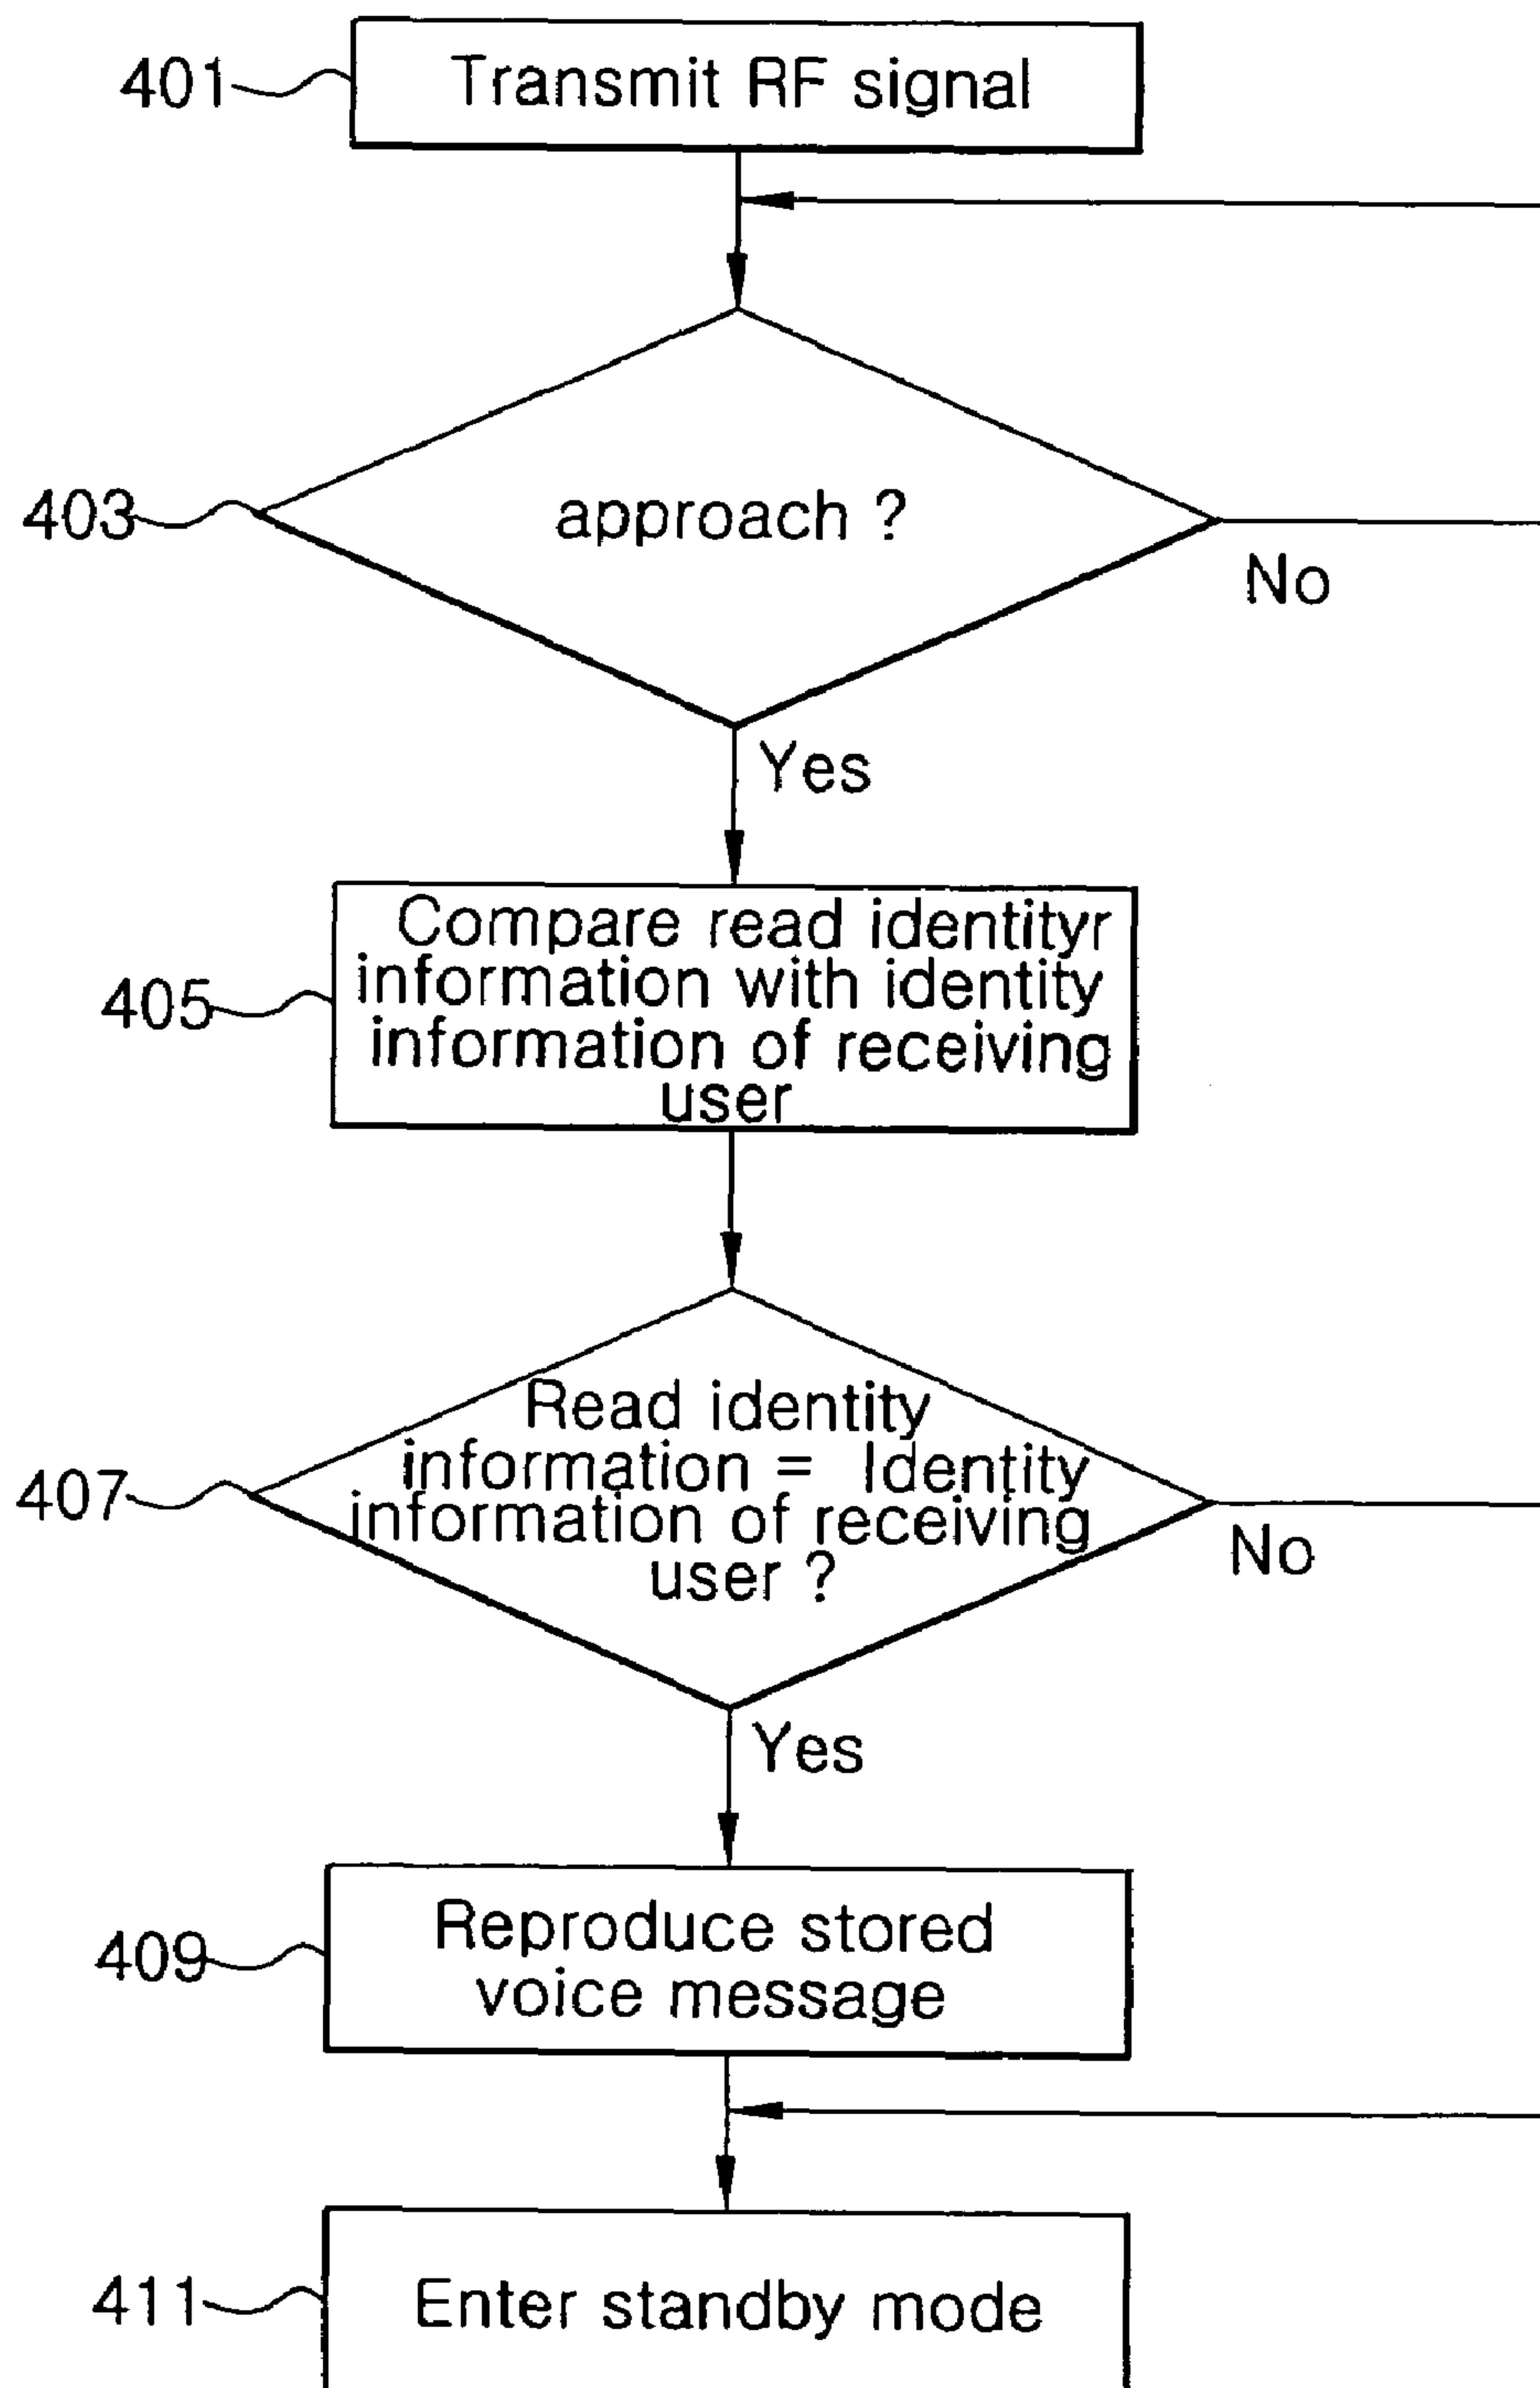 401
Transmit RF signal
403
approach ?
No
Yes
405
Compare read identityr
information with identity
information of receiving
user
407
Read identity
information = Identity
information of receiving
user ?
No
Yes
409
Reproduce stored
voice message
411
Enter standby mode